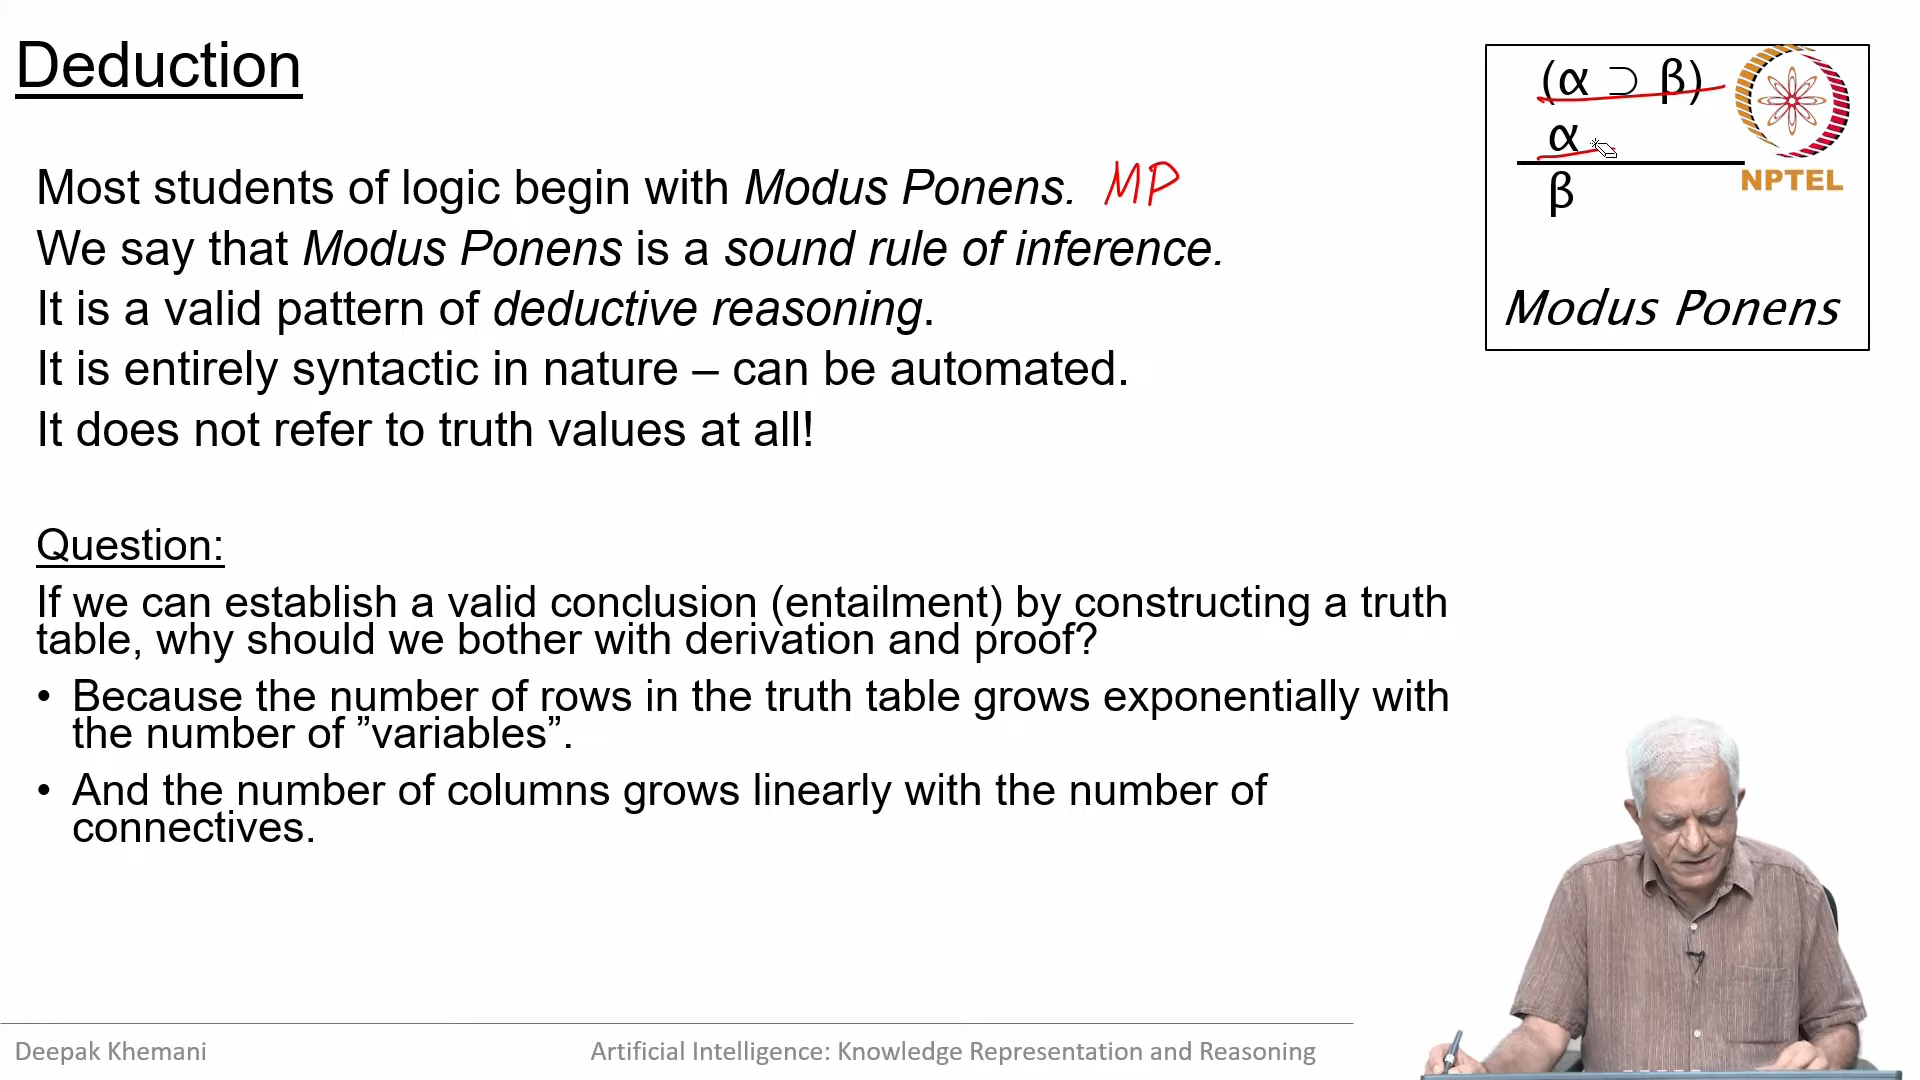 Deduction
(α ⊃ β)
α
β
NPTEL
Modus Ponens
Most students of logic begin with Modus Ponens. MP
We say that Modus Ponens is a sound rule of inference.
It is a valid pattern of deductive reasoning.
It is entirely syntactic in nature – can be automated.
It does not refer to truth values at all!
Question:
If we can establish a valid conclusion (entailment) by constructing a truth
table, why should we bother with derivation and proof?
• Because the number of rows in the truth table grows exponentially with
the number of ”variables”.
• And the number of columns grows linearly with the number of
connectives.
Deepak Khemani
Artificial Intelligence: Knowledge Representation and Reasoning